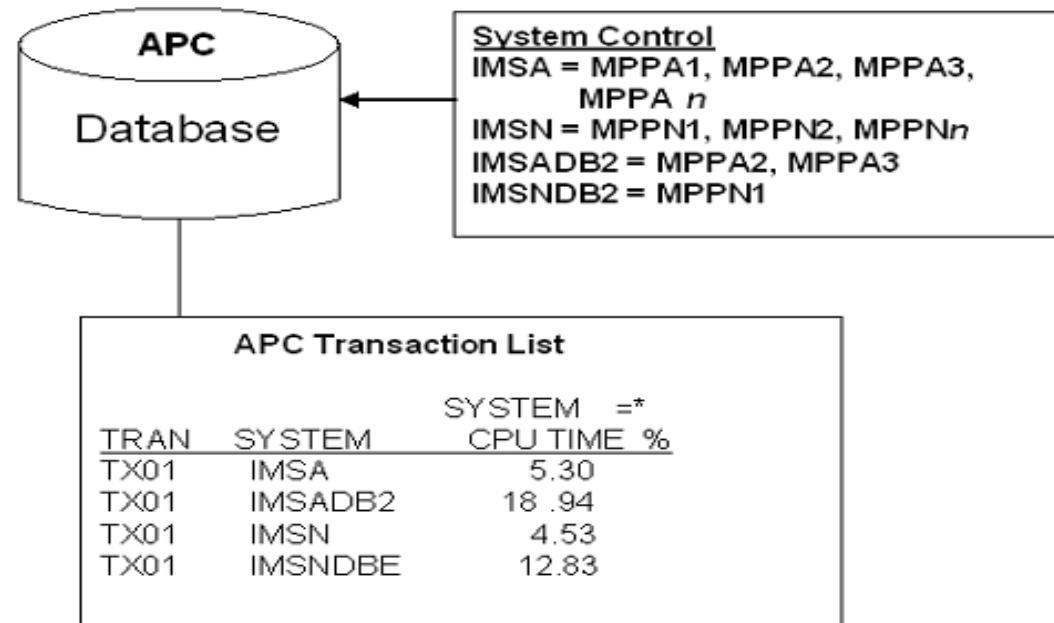 APC
Database
System Control
IMSA = MPPA1, MPPA2, MPPA3,
MPPA n
IMSN = MPPN1, MPPN2, MPPNn
IMSADB2 = MPPA2, MPPA3
IMSNDB2 = MPPN1
APC Transaction List
SYSTEM =*
TRAN SYSTEM CPU TIME %
TX01 IMSA 5.30
TX01 IMSADB2 18 .94
TX01 IMSN 4.53
TX01 IMSNDBE 12.83